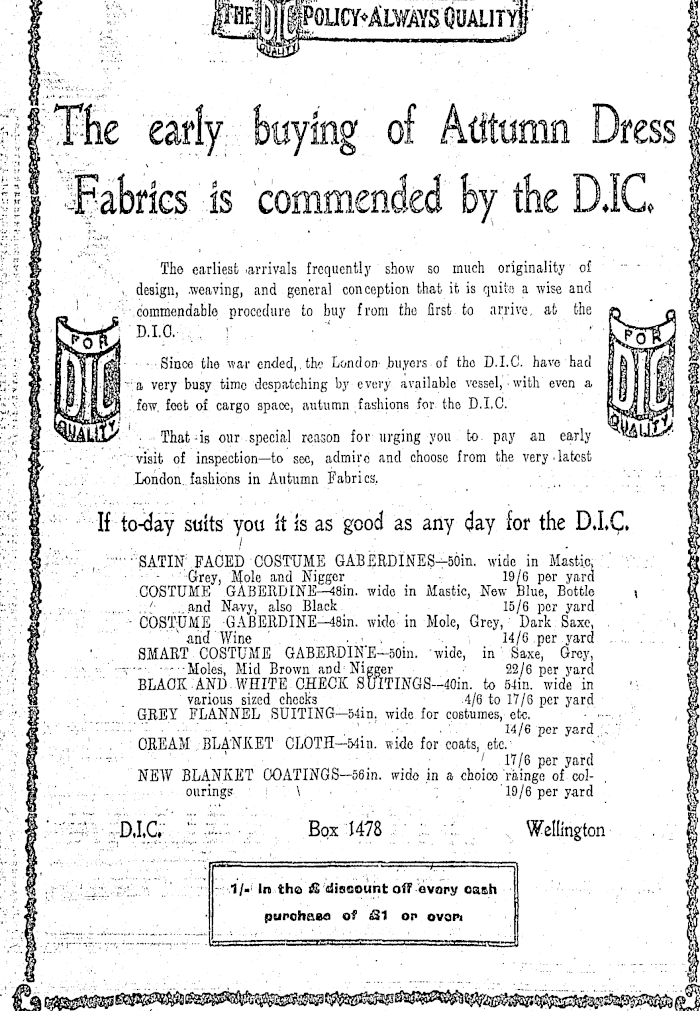 THE DIC POLICY ALWAYS QUALITY
QUALITY
The early buying of Autumn Dress
Fabrics is commended by the D.I.C.
The earliest arrivals frequently show so much originality of
design, weaving, and general conception that it is quite a wise and
commendable procedure to buy from the first to arrive at the
D.I.C.
FOR
DIC
QUALITY
FOR
DIC
QUALITY
Since the war ended, the London buyers of the D.I.C. have had
a very busy time despatching by every available vessel, with even a
few feet of cargo space, autumn fashions for the D.I.C.
That is our special reason for urging you to pay an early
visit of inspection—to see, admire and choose from the very latest
London fashions in Autumn Fabrics.
If to-day suits you it is as good as any day for the D.I.C.
SATIN FACED COSTUME GABERDINES—50in. wide in Mastic,
Grey, Mole and Nigger 19/6 per yard
COSTUME GABERDINE—48in. wide in Mastic, New Blue, Bottle
and Navy, also Black 15/6 per yard
COSTUME GABERDINE—48in. wide in Mole, Grey, Dark Saxe,
and Wine 14/6 per yard
SMART COSTUME GABERDINE—50in. wide, in Saxe, Grey,
Moles, Mid Brown and Nigger 22/6 per yard
BLACK AND WHITE CHECK SUITINGS—40in. to 54in. wide in
various sized checks 4/6 to 17/6 per yard
GREY FLANNEL SUITING—54in. wide for costumes, etc.
14/6 per yard
CREAM BLANKET CLOTH—54in. wide for coats, etc.
17/6 per yard
NEW BLANKET COATINGS—56in. wide in a choice range of col-
ourings 19/6 per yard
D.I.C. Box 1478 Wellington
1/- in the £ discount off every cash
purchase of £1 or over.